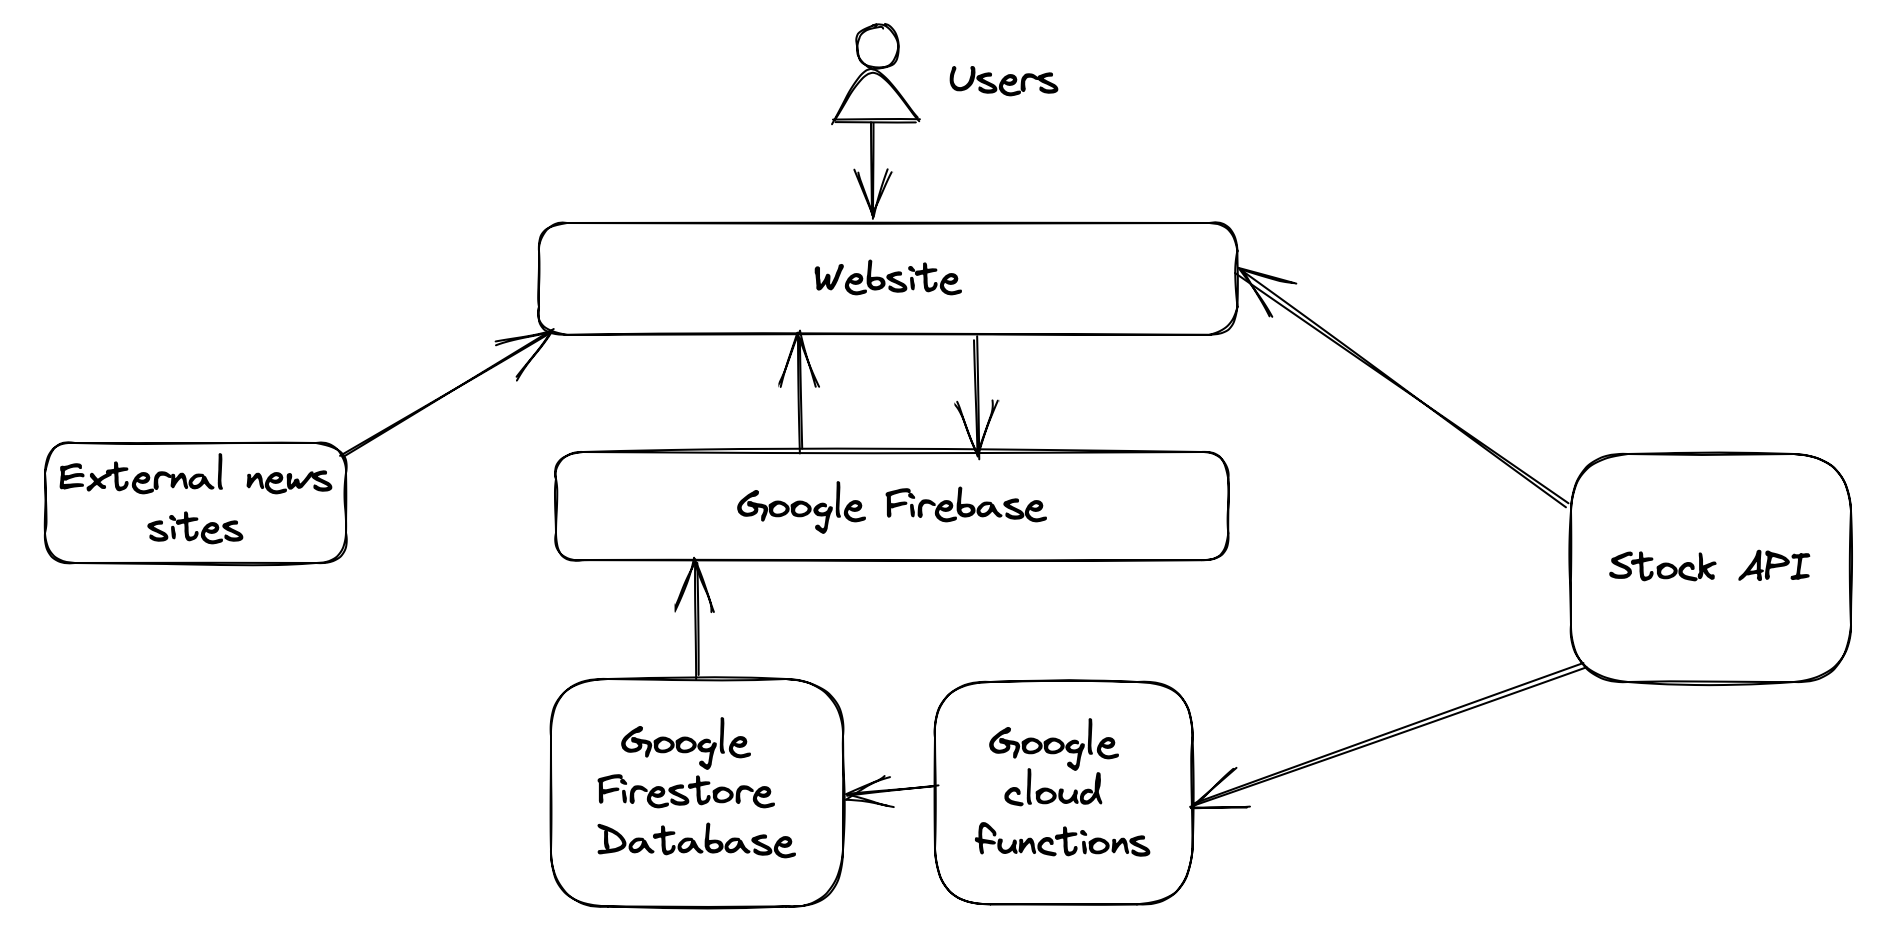 Users
Website
External news
sites
Google Firebase
Stock API
Google
Firestore
Database
Google
cloud
functions